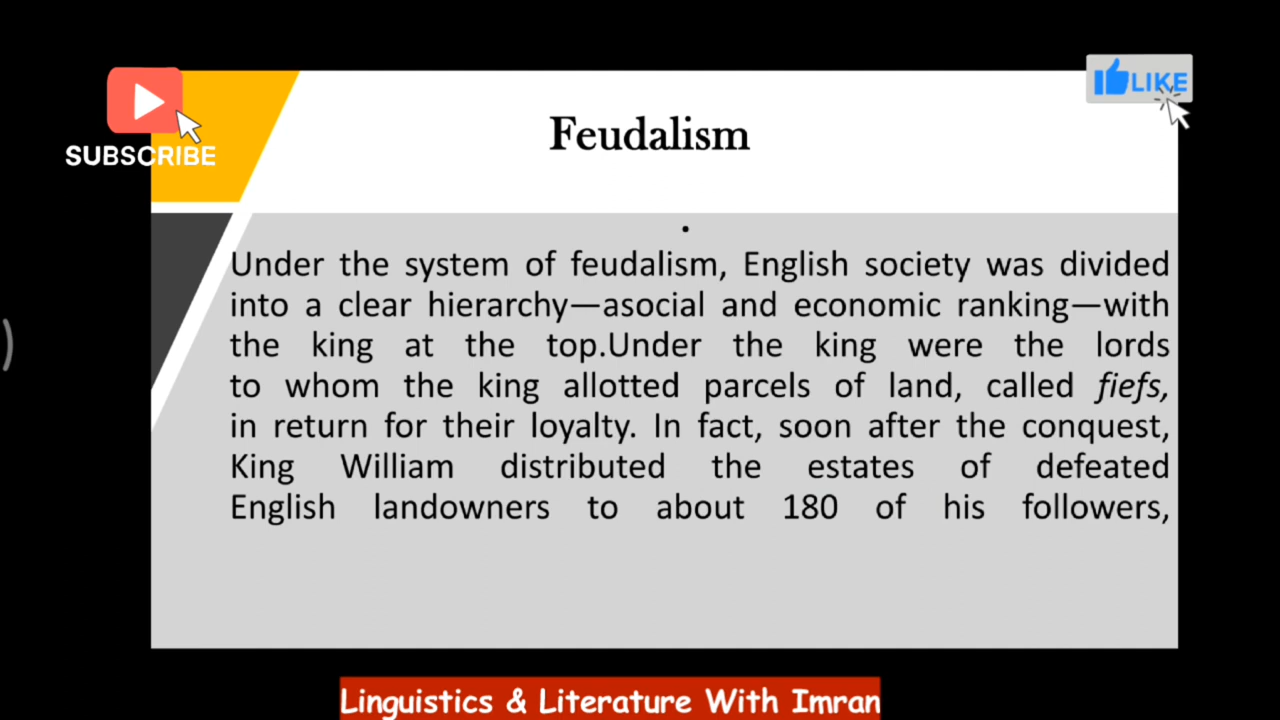 SUBSCRIBE
LIKE
Feudalism
Under the system of feudalism, English society was divided
into a clear hierarchy—asocial and economic ranking—with
the king at the top.Under the king were the lords
to whom the king allotted parcels of land, called fiefs,
in return for their loyalty. In fact, soon after the conquest,
King William distributed the estates of defeated
English landowners to about 180 of his followers,
Linguistics & Literature With Imran